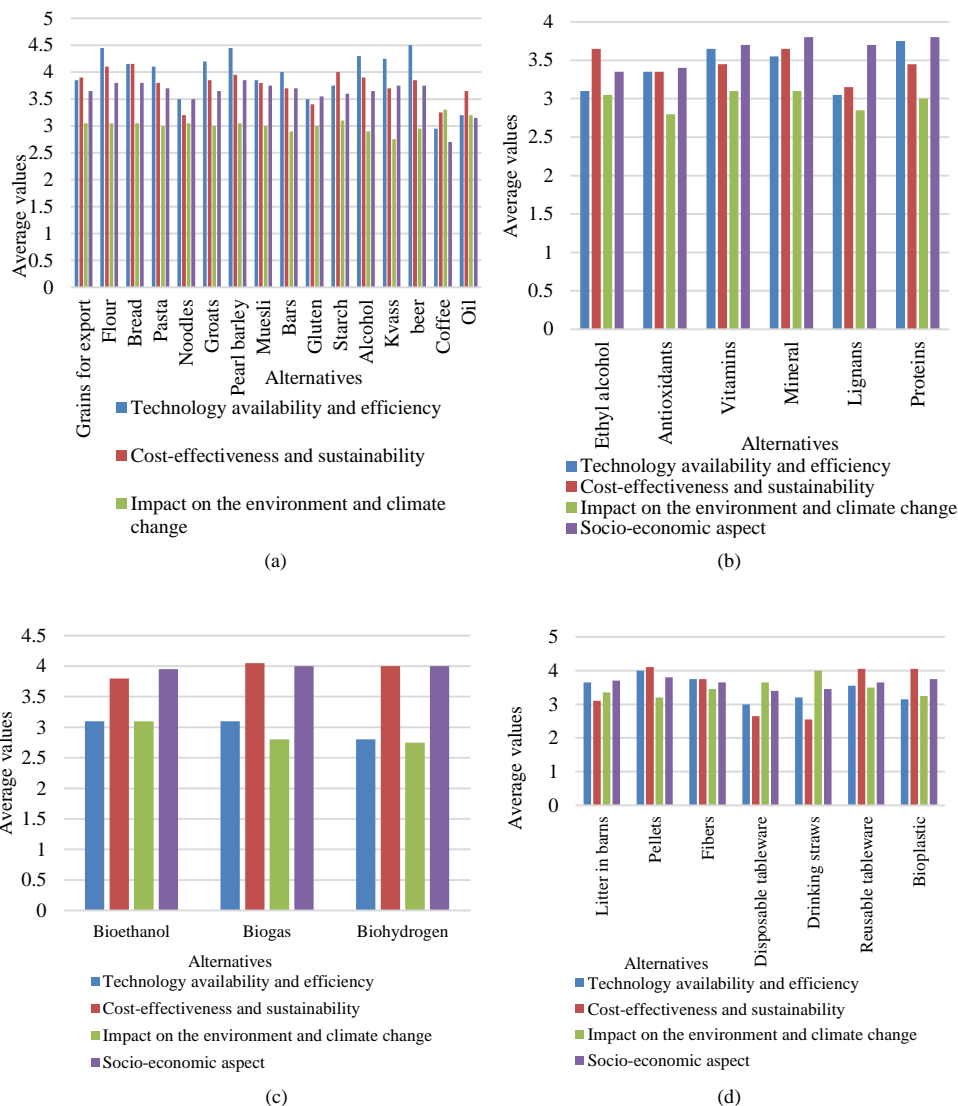 5
4.5
4
3.5
3
2.5
2
1.5
1
0.5
0
Average values
Grains for export
Flour
Bread
Pasta
Noodles
Groats
Pearl barley
Muesli
Bars
Gluten
Starch
Alcohol
Kvass
beer
Coffee
Oil
Alternatives
Technology availability and efficiency
Cost-effectiveness and sustainability
Impact on the environment and climate
change
(a)
4
3.5
3
2.5
2
1.5
1
0.5
0
Average values
Ethyl alcohol
Antioxidants
Vitamins
Mineral
Lignans
Proteins
Alternatives
Technology availability and efficiency
Cost-effectiveness and sustainability
Impact on the environment and climate change
Socio-economic aspect
(b)
4.5
4
3.5
3
2.5
2
1.5
1
0.5
0
Average values
Bioethanol
Biogas
Biohydrogen
Alternatives
Technology availability and efficiency
Cost-effectiveness and sustainability
Impact on the environment and climate change
Socio-economic aspect
(c)
5
4
3
2
1
0
Average values
Litter in barns
Pellets
Fibers
Disposable tableware
Drinking straws
Reusable tableware
Bioplastic
Alternatives
Technology availability and efficiency
Cost-effectiveness and sustainability
Impact on the environment and climate change
Socio-economic aspect
(d)